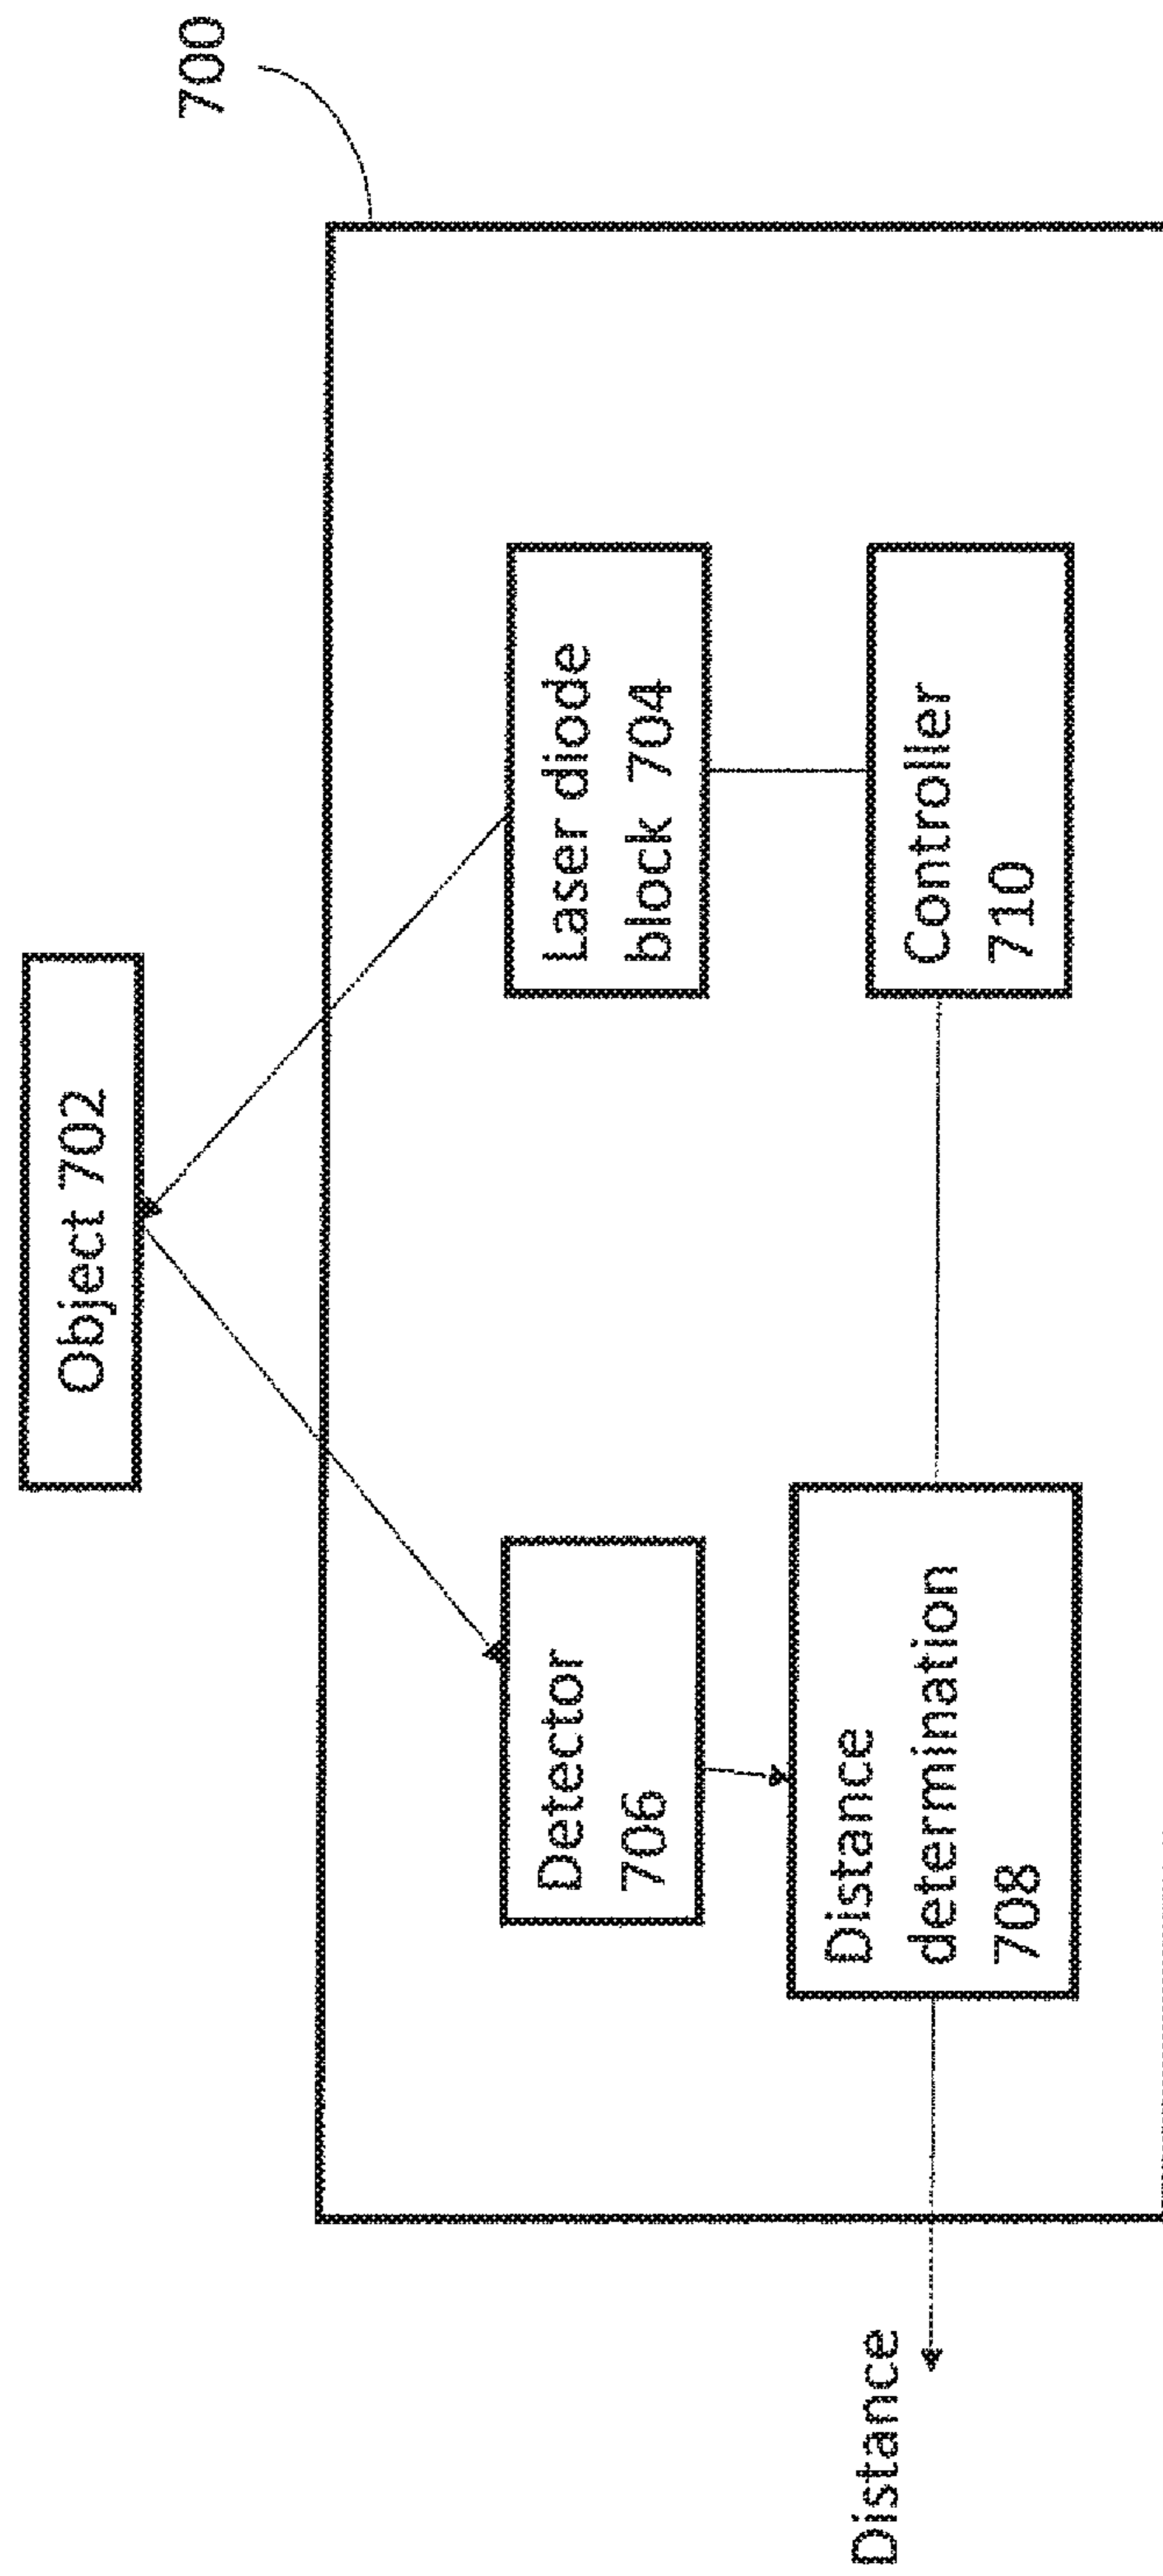 700
Object 702
Detector
706
Laser diode
block 704
Distance
determination
708
Controller
710
Distance